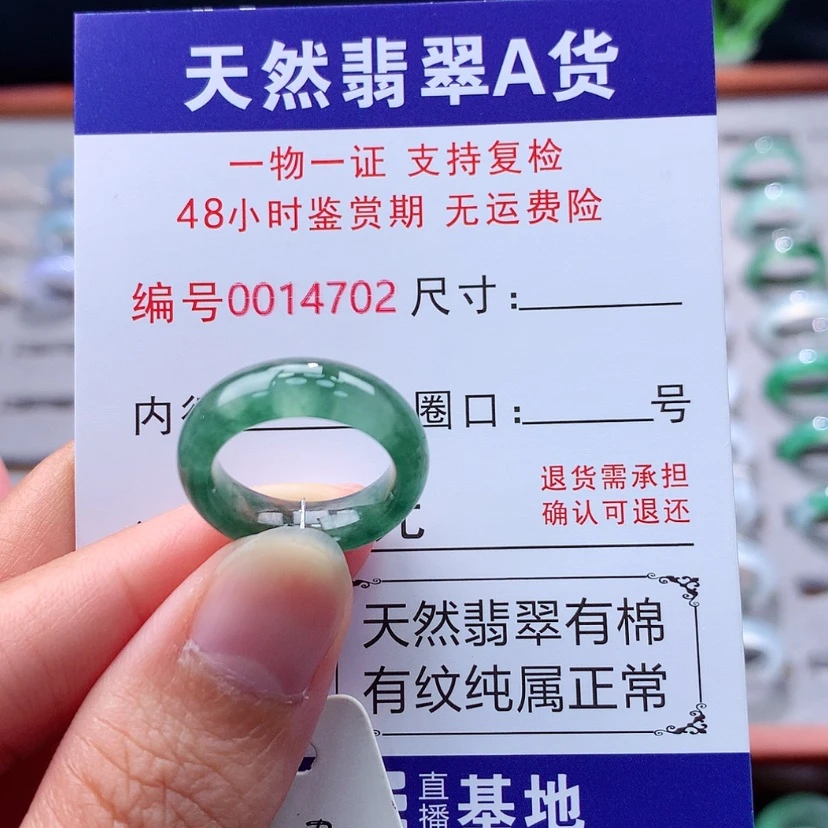 天然翡翠A货
一物一证 支持复检
48小时鉴赏期 无运费险
编号0014702 尺寸:
内 圈口: 号
退货需承担
确认可退还
元
天然翡翠有棉
有纹纯属正常
直播基地